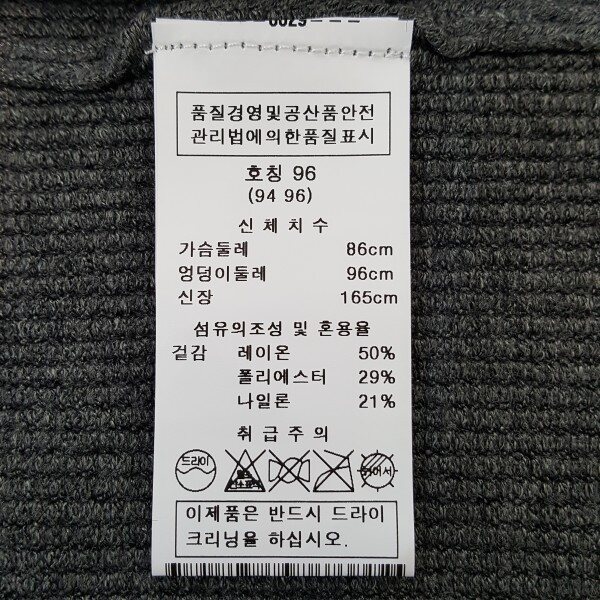 품질경영및공산품안전
관리법에의한품질표시
호칭 96
(94 96)
신체치수
가슴둘레 86cm
엉덩이둘레 96cm
신장 165cm
섬유의조성 및 혼용율
겉감 레이온 50%
폴리에스터 29%
나일론 21%
취급주의
드라이
이제품은 반드시 드라이
크리닝을 하십시오.